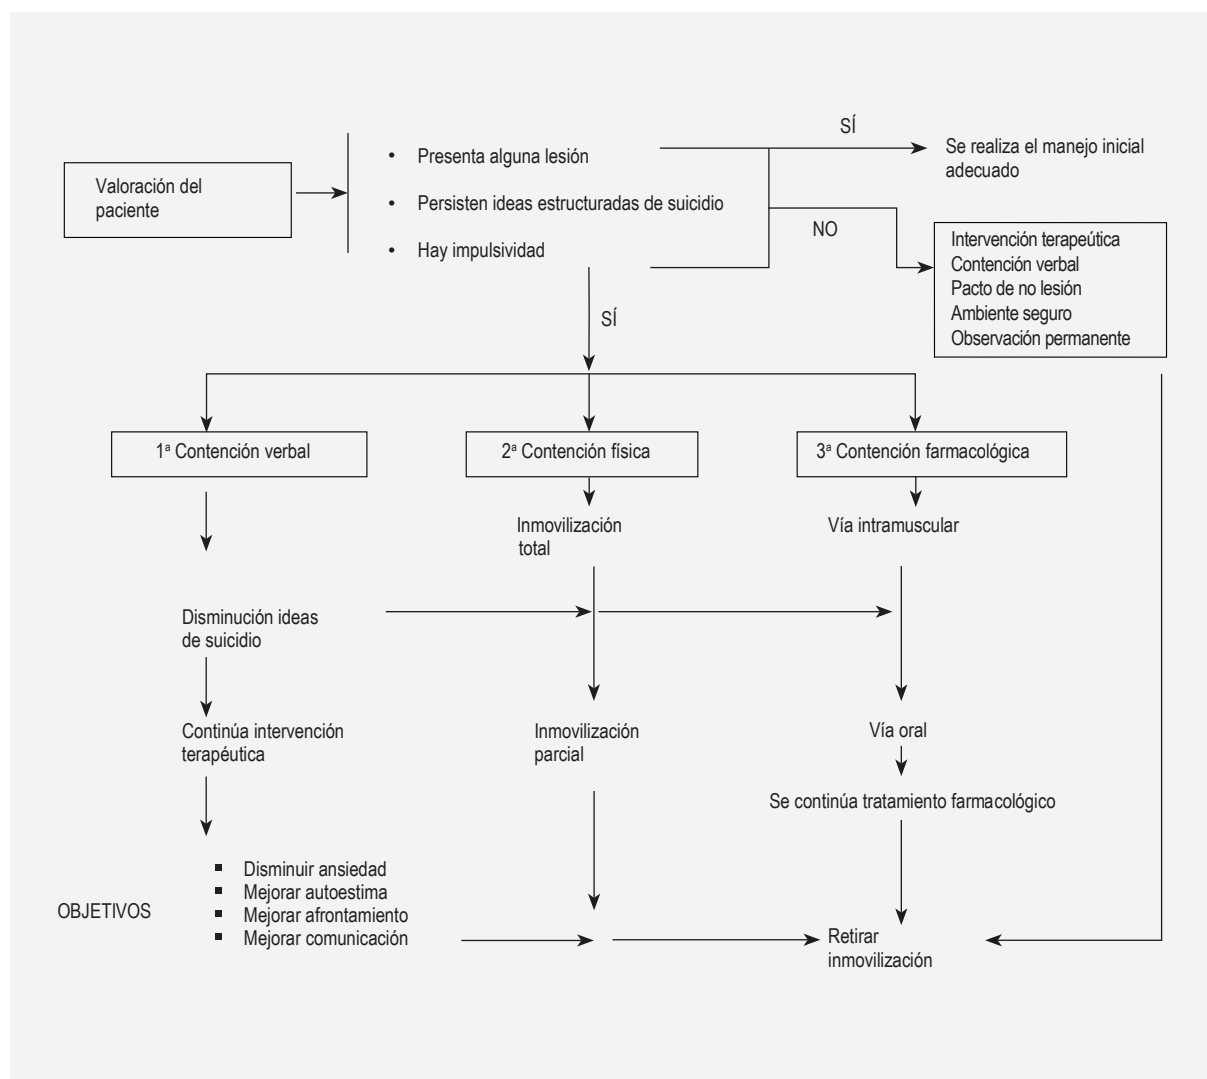 SÍ
Valoración del
paciente
• Presenta alguna lesión
• Persisten ideas estructuradas de suicidio
• Hay impulsividad
Se realiza el manejo inicial
adecuado
NO
Intervención terapeútica
Contención verbal
Pacto de no lesión
Ambiente seguro
Observación permanente
SÍ
1ª Contención verbal
2ª Contención física
3ª Contención farmacológica
Inmovilización
total
Vía intramuscular
Disminución ideas
de suicidio
Continúa intervención
terapéutica
Inmovilización
parcial
Vía oral
Se continúa tratamiento farmacológico
OBJETIVOS
▪ Disminuir ansiedad
▪ Mejorar autoestima
▪ Mejorar afrontamiento
▪ Mejorar comunicación
Retirar
inmovilización